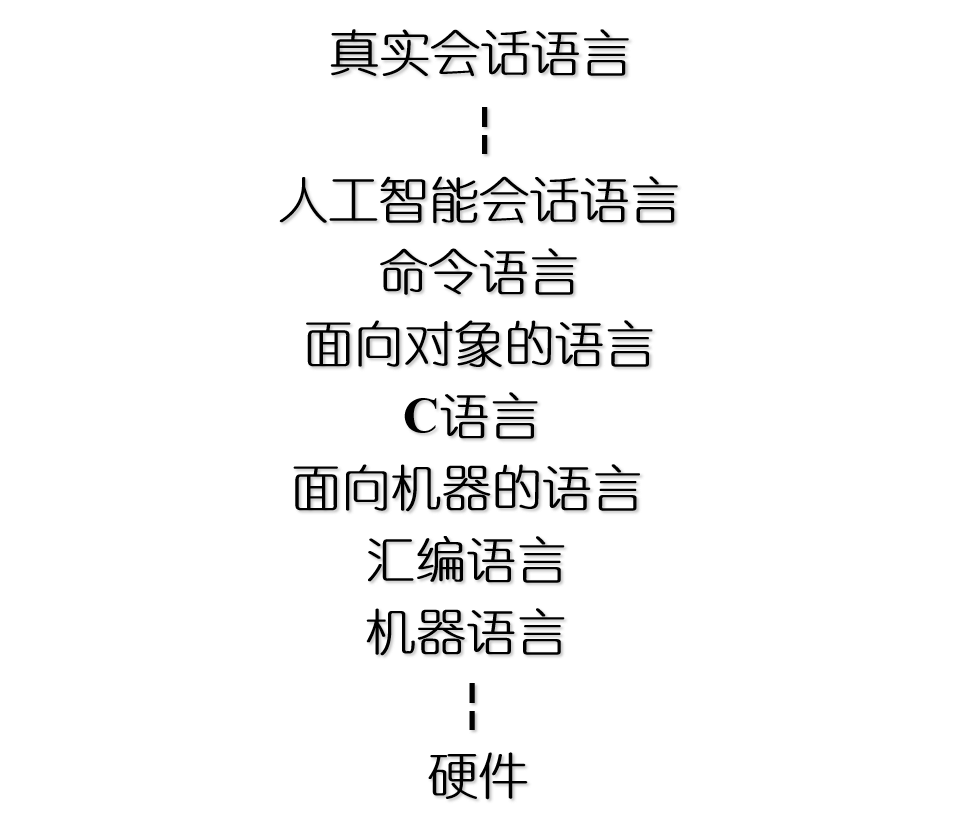 真实会话语言
人工智能会话语言
命令语言
面向对象的语言
C语言
面向机器的语言
汇编语言
机器语言
硬件